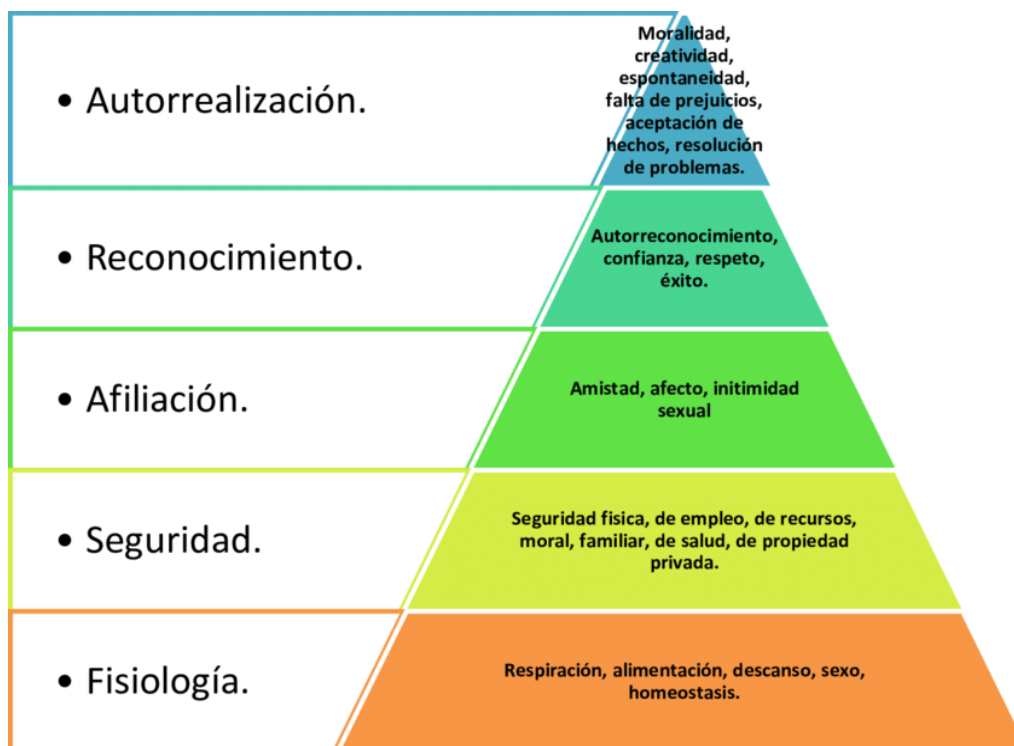 • Autorrealización.
Moralidad,
creatividad,
espontaneidad,
falta de prejuicios,
aceptación de
hechos, resolución
de problemas.
• Reconocimiento.
Autorreconocimiento,
confianza, respeto,
éxito.
• Afiliación.
Amistad, afecto, initimidad
sexual
• Seguridad.
Seguridad fisica, de empleo, de recursos,
moral, familiar, de salud, de propiedad
privada.
• Fisiología.
Respiración, alimentación, descanso, sexo,
homeostasis.